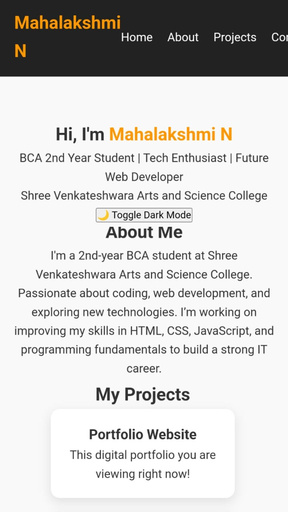 Mahalakshmi
N
Home About Projects Con
Hi, I'm Mahalakshmi N
BCA 2nd Year Student | Tech Enthusiast | Future
Web Developer
Shree Venkateshwara Arts and Science College
🌙 Toggle Dark Mode
About Me
I'm a 2nd-year BCA student at Shree
Venkateshwara Arts and Science College.
Passionate about coding, web development, and
exploring new technologies. I'm working on
improving my skills in HTML, CSS, JavaScript, and
programming fundamentals to build a strong IT
career.
My Projects
Portfolio Website
This digital portfolio you are
viewing right now!